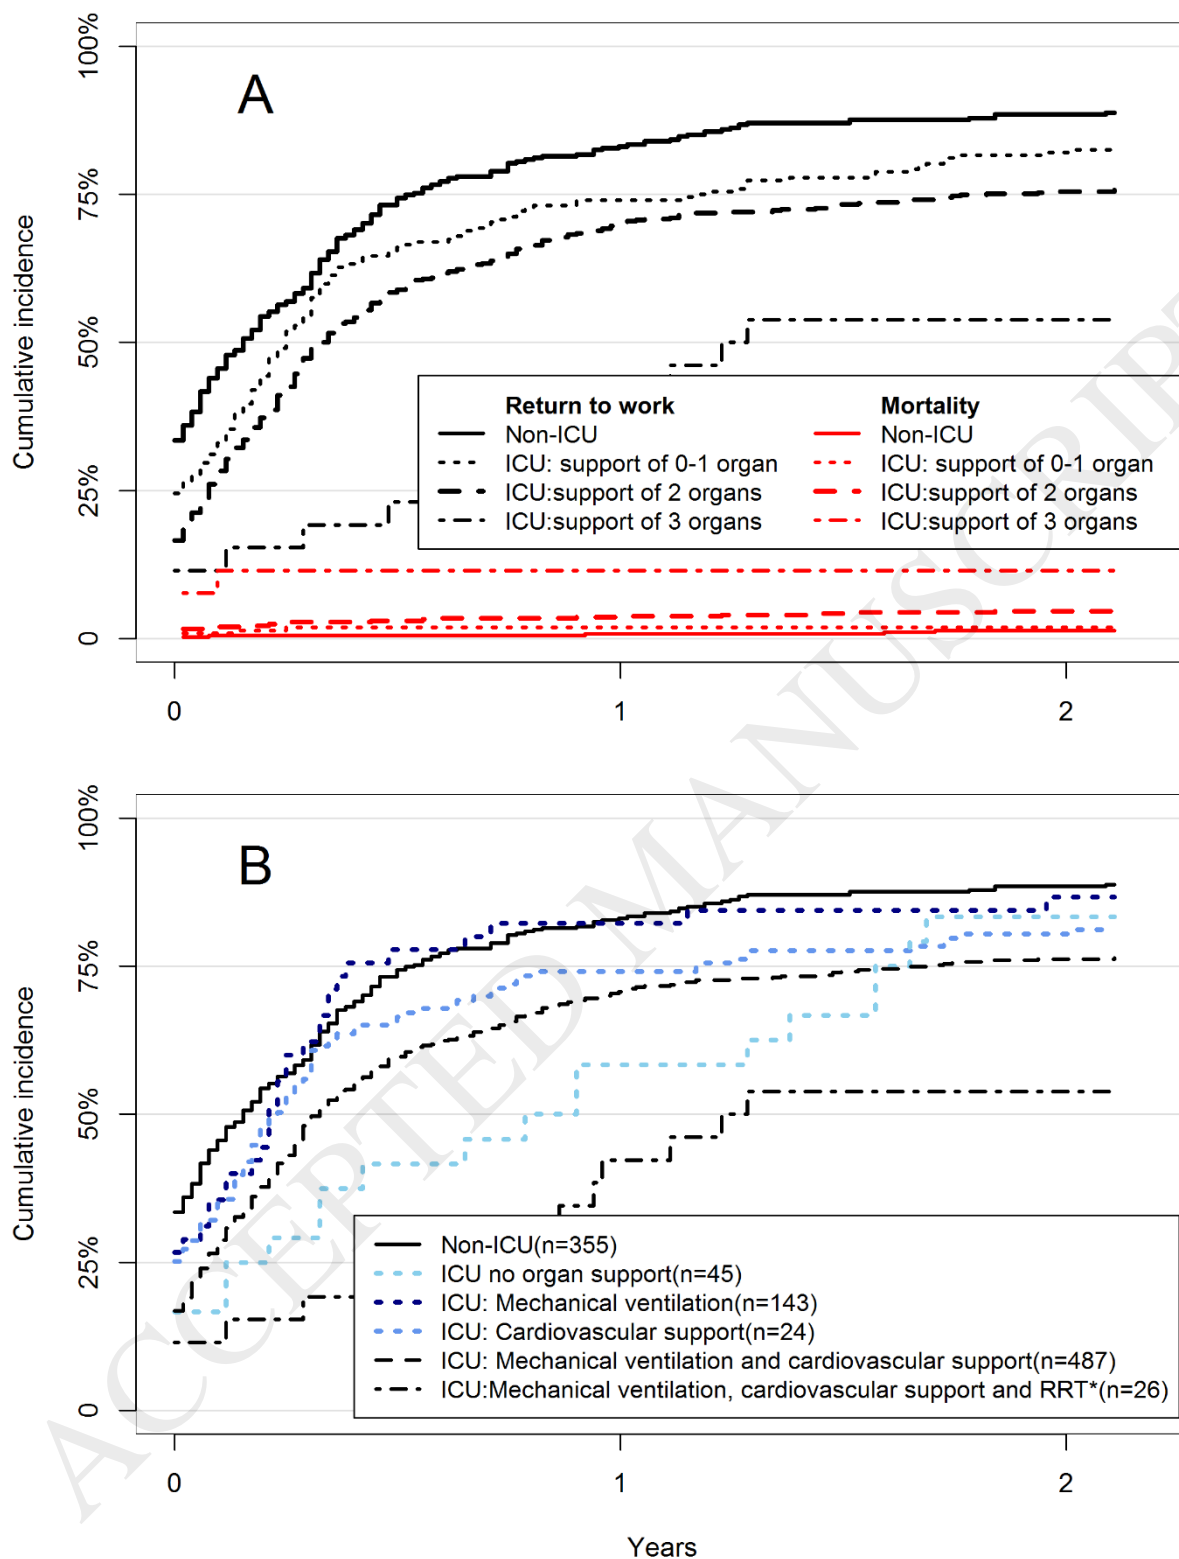 A
Cumulative incidence
100%
75%
50%
25%
0
Return to work
Non-ICU
ICU: support of 0-1 organ
ICU:support of 2 organs
ICU:support of 3 organs
Mortality
Non-ICU
ICU: support of 0-1 organ
ICU:support of 2 organs
ICU:support of 3 organs
0 1 2
B
Cumulative incidence
100%
75%
50%
25%
0
Non-ICU(n=355)
ICU no organ support(n=45)
ICU: Mechanical ventilation(n=143)
ICU: Cardiovascular support(n=24)
ICU: Mechanical ventilation and cardiovascular support(n=487)
ICU:Mechanical ventilation, cardiovascular support and RRT*(n=26)
0 1 2
Years
ACCEPTED MANUSCRIPT